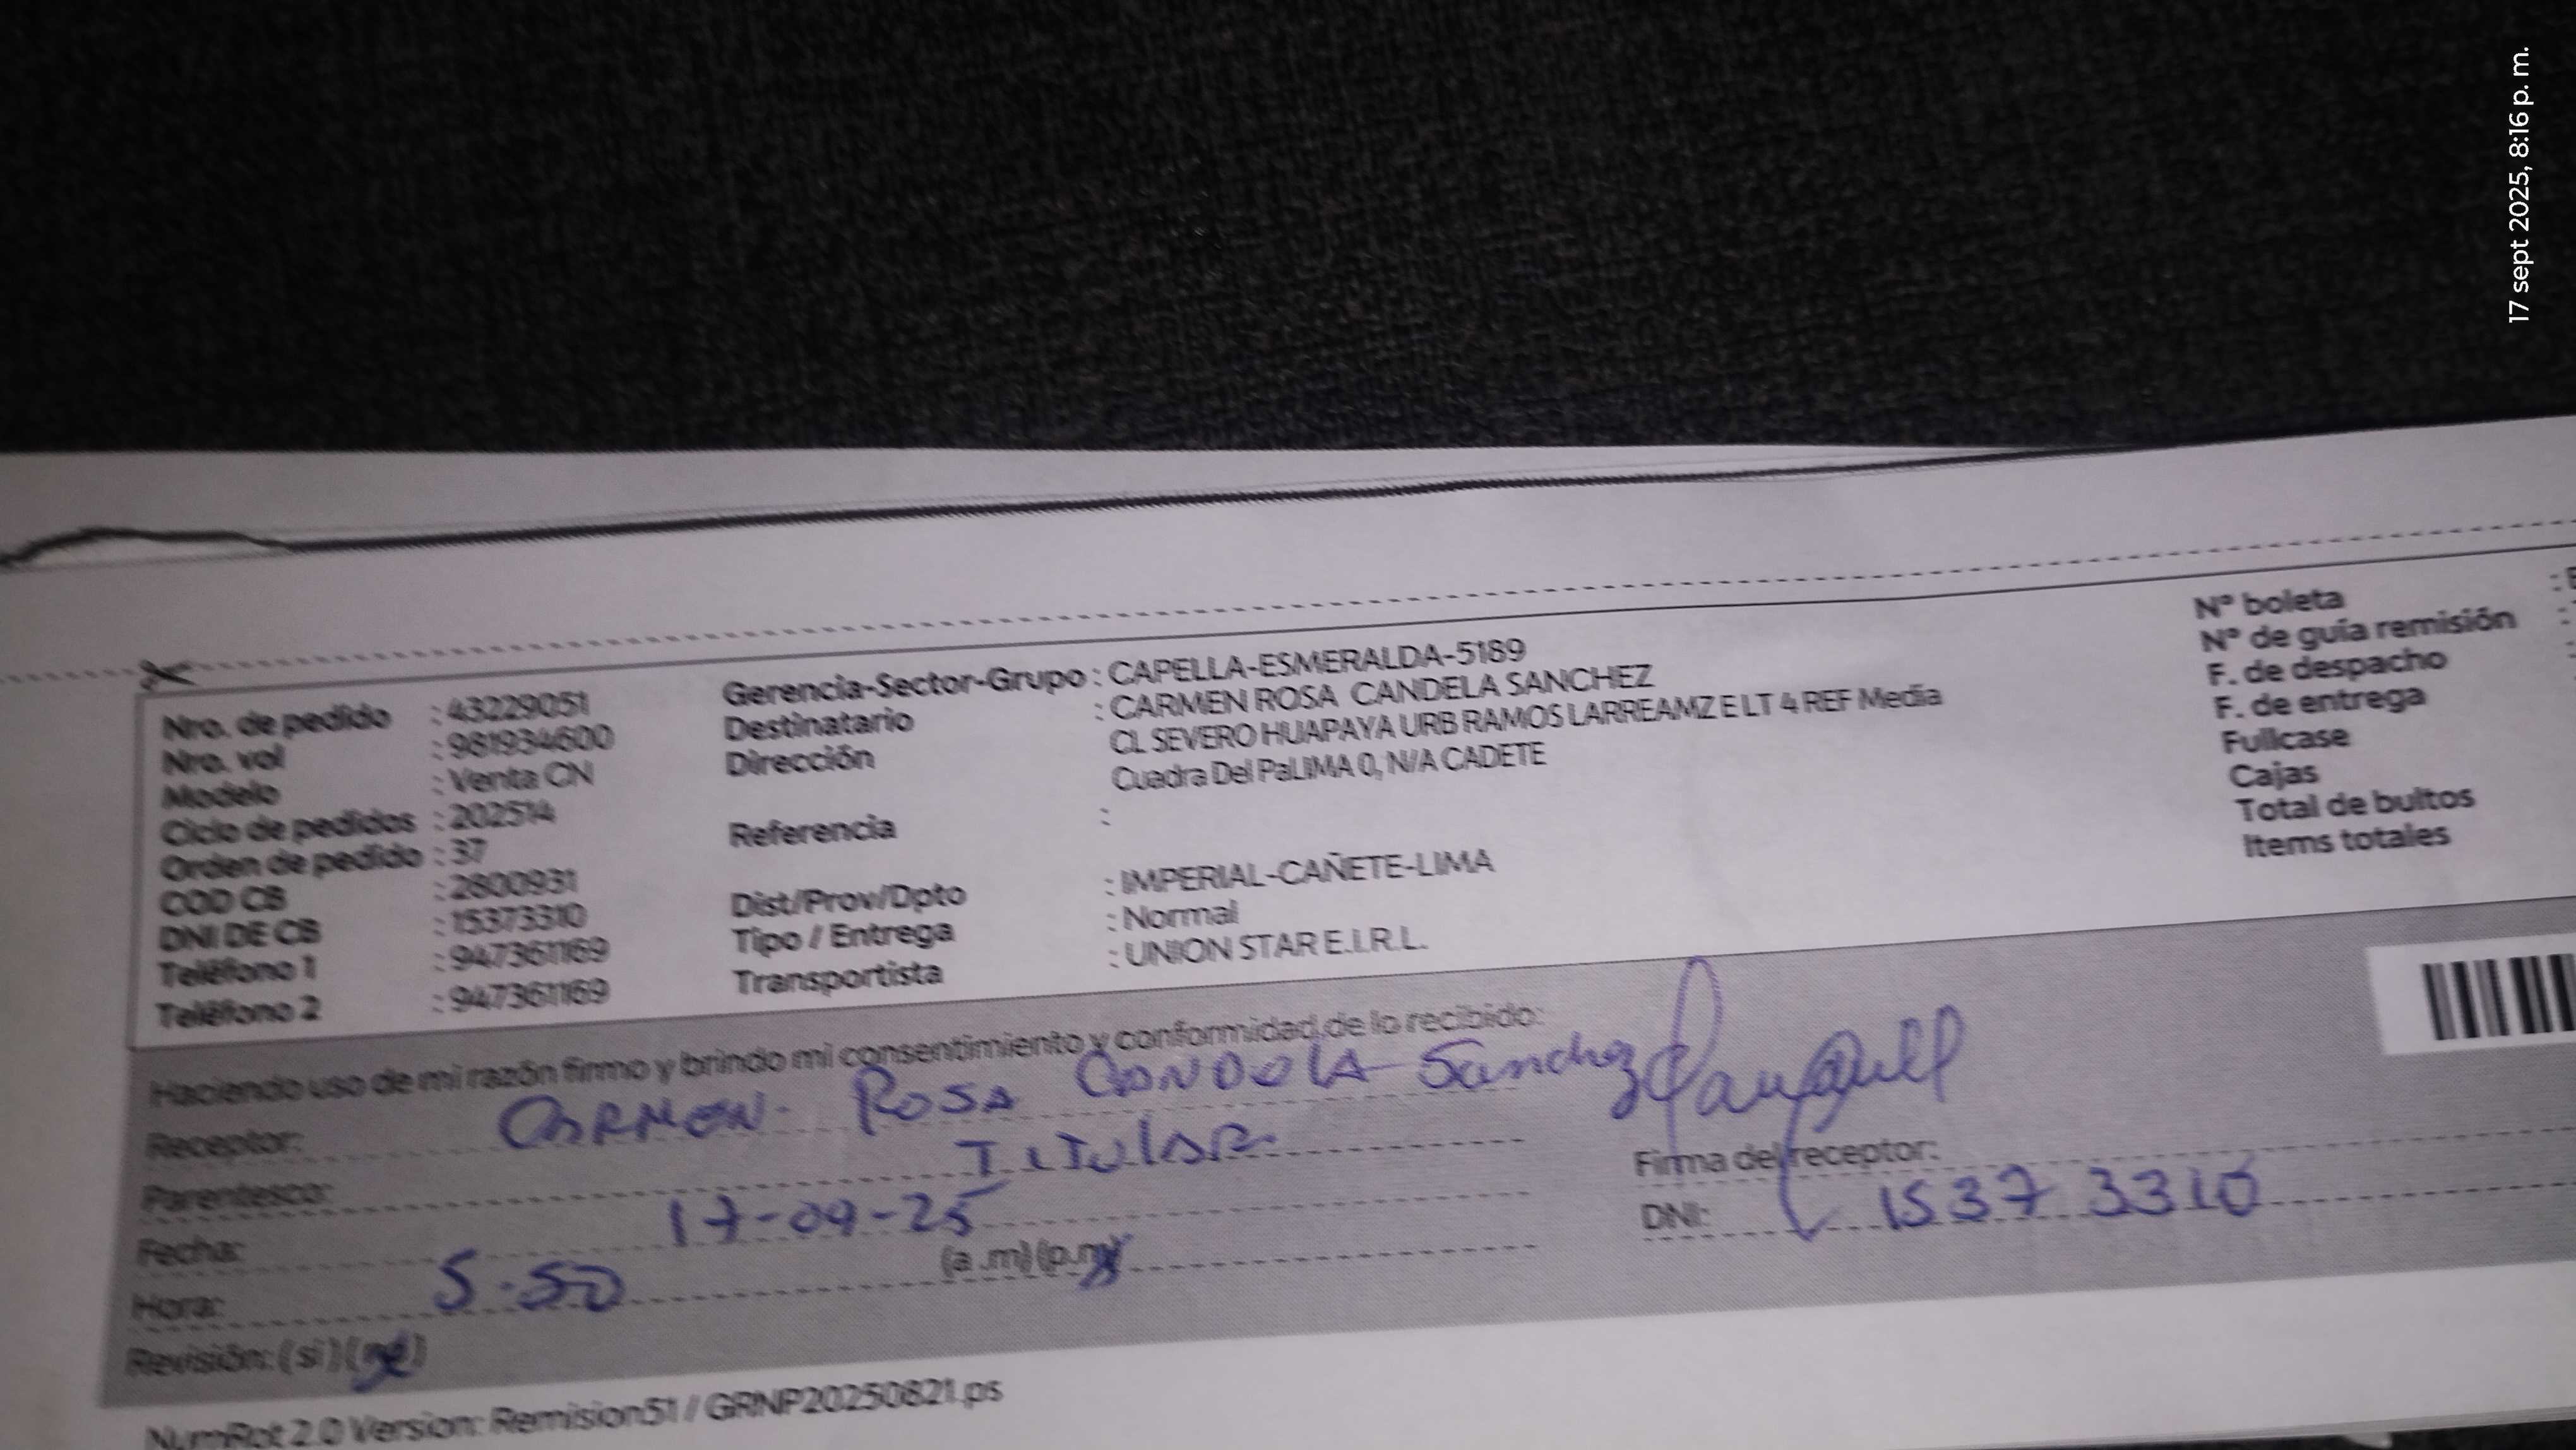 17 sept 2025, 8:16 p. m.
Nro. de pedido : 43229051
Nro. vol : 981934600
Modelo : Venta CN
Ciclo de pedidos : 202514
Orden de pedido : 37
COD CB : 2800931
DNI DE CB : 15373310
Teléfono 1 : 947361169
Teléfono 2 : 947361169
Gerencia-Sector-Grupo : CAPELLA-ESMERALDA-5189
Destinatario : CARMEN ROSA CANDELA SANCHEZ
Dirección : CL SEVERO HUAPAYA URB RAMOS LARREAMZ E LT 4 REF Media
Cuadra Del PaLIMA 0, N/A CADETE
Referencia :
Dist/Prov/Dpto : IMPERIAL-CAÑETE-LIMA
Tipo / Entrega : Normal
Transportista : UNION STAR E.I.R.L.
N° boleta
N° de guía remisión
F. de despacho
F. de entrega
Fullcase
Cajas
Total de bultos
Items totales
Haciendo uso de mi razón firmo y brindo mi consentimiento y conformidad de lo recibido:
Receptor: CARMEN ROSA CANDELA Sanchez
Parentesco: TITULAR
Fecha: 17-09-25
Hora: 5-50 (a .m) (p.m)
Revisión: ( si ) ( no )
Firma del receptor:
DNI: 1537 3310
NumRot 2.0 Version: Remision51 / GRNP20250821.ps